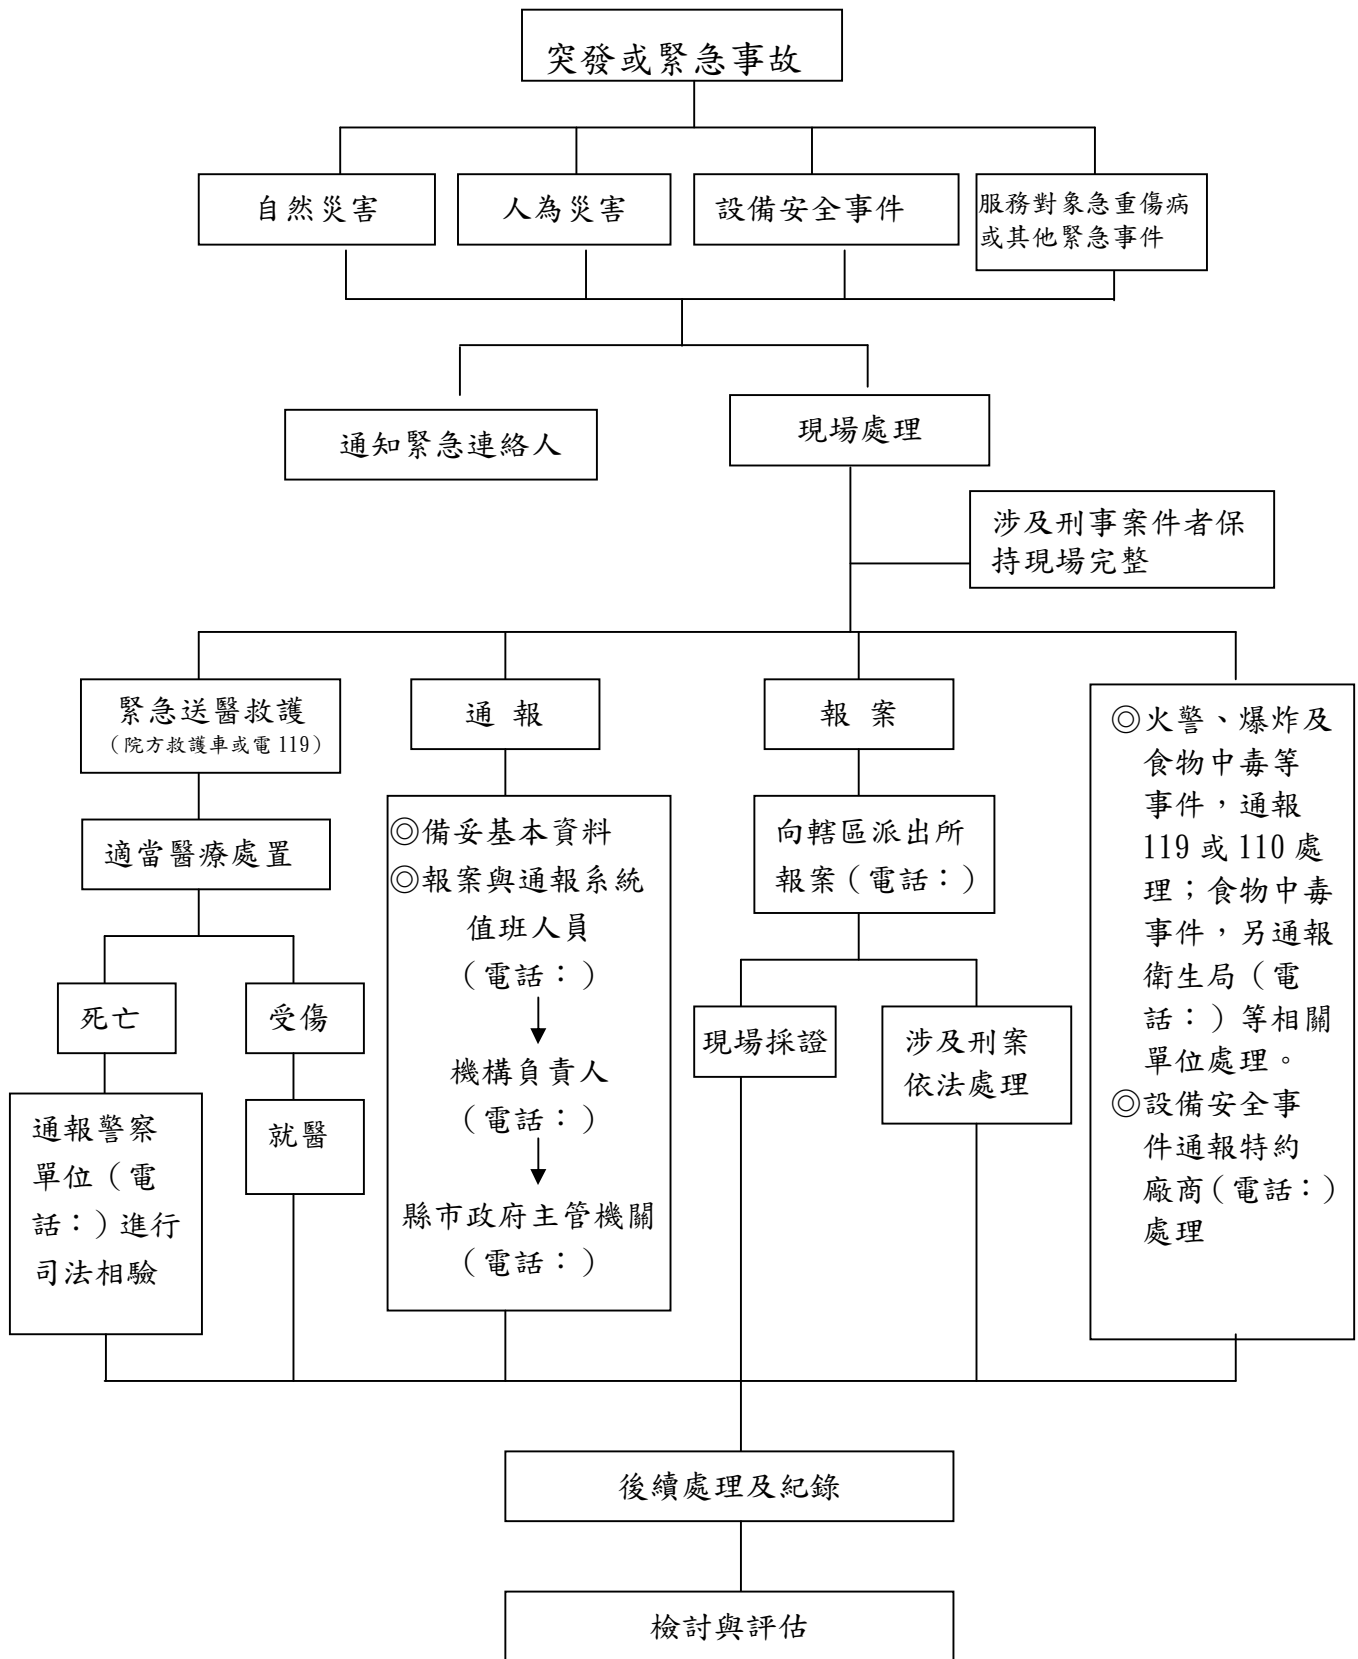 突發或緊急事故
自然災害
人為災害
設備安全事件
服務對象急重傷病
或其他緊急事件
通知緊急連絡人
現場處理
涉及刑事案件者保
持現場完整
緊急送醫救護
（院方救護車或電 119）
適當醫療處置
死亡
受傷
通報警察
單位（電
話：）進行
司法相驗
就醫
通 報
◎備妥基本資料
◎報案與通報系統
值班人員
（電話：）
機構負責人
（電話：）
縣市政府主管機關
（電話：）
報 案
向轄區派出所
報案（電話：）
現場採證
涉及刑案
依法處理
◎火警、爆炸及
食物中毒等
事件，通報
119 或 110 處
理；食物中毒
事件，另通報
衛生局（電
話：）等相關
單位處理。
◎設備安全事
件通報特約
廠商（電話：）
處理
後續處理及紀錄
檢討與評估